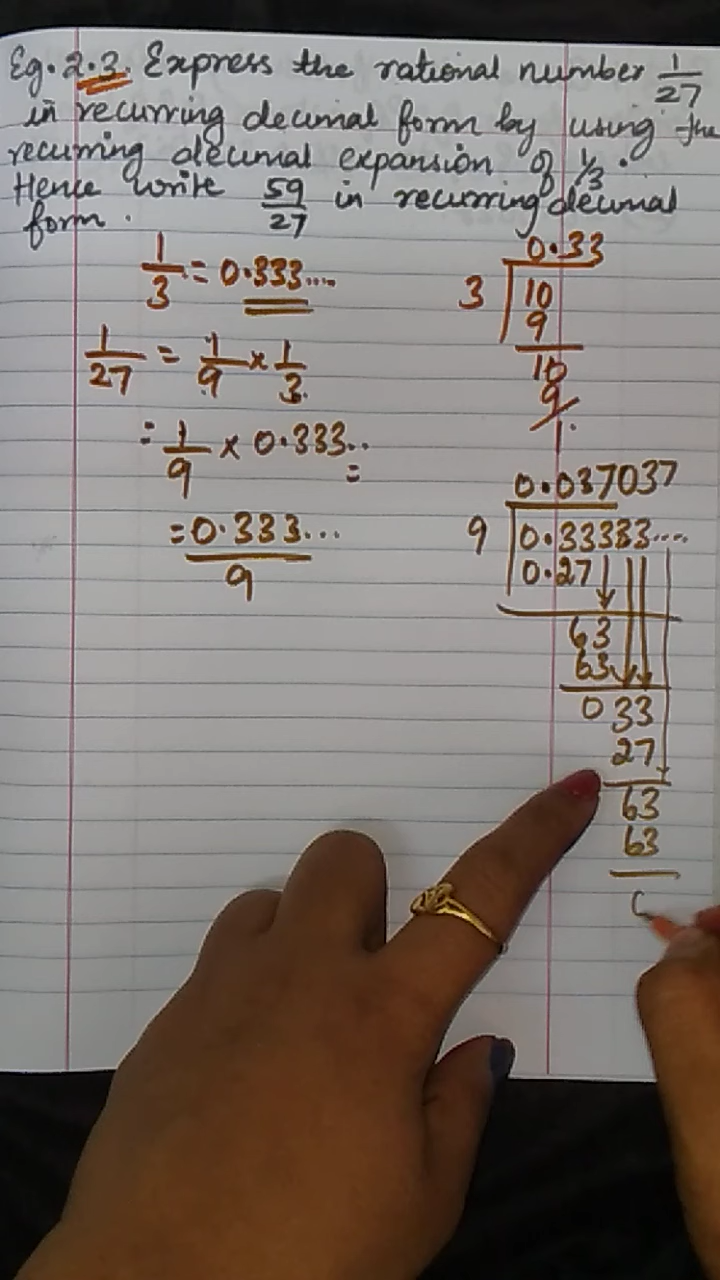 Eg. 2.3. Express the rational number 1/27
in recurring decimal form by using the
recurring decimal expansion of 1/3.
Hence write 59/27 in recurring decimal
form.
1/3 = 0.333....
1/27 = 1/9 × 1/3
= 1/9 × 0.333..
=
= 0.333... / 9
0.33
3 10
9
10
9
1.
0.037037
9 0.33333....
0.27
63
63
033
27
63
63